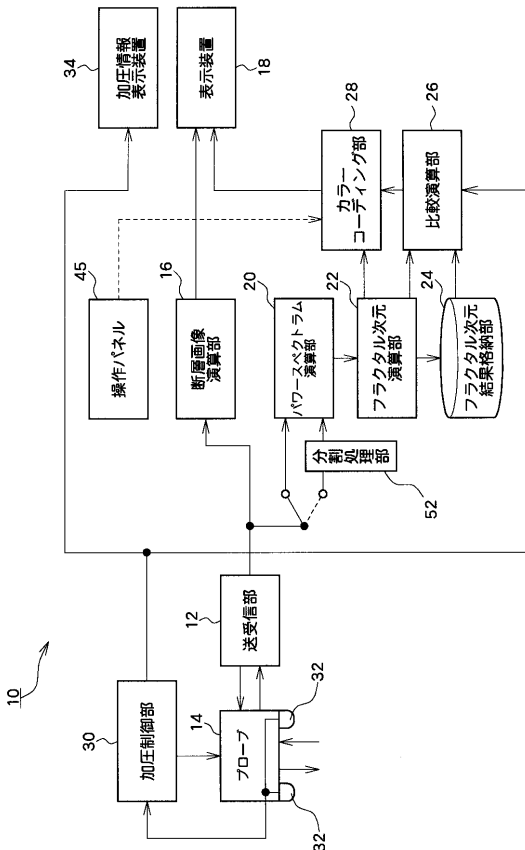 10
30
加圧制御部
14
プローブ
32
32
12
送受信部
45
操作パネル
16
断層画像
演算部
20
パワースペクトラム
演算部
分割処理部
52
22
フラクタル次元
演算部
24
フラクタル次元
結果格納部
34
加圧情報
表示装置
18
表示装置
28
カラー
コーディング部
26
比較演算部